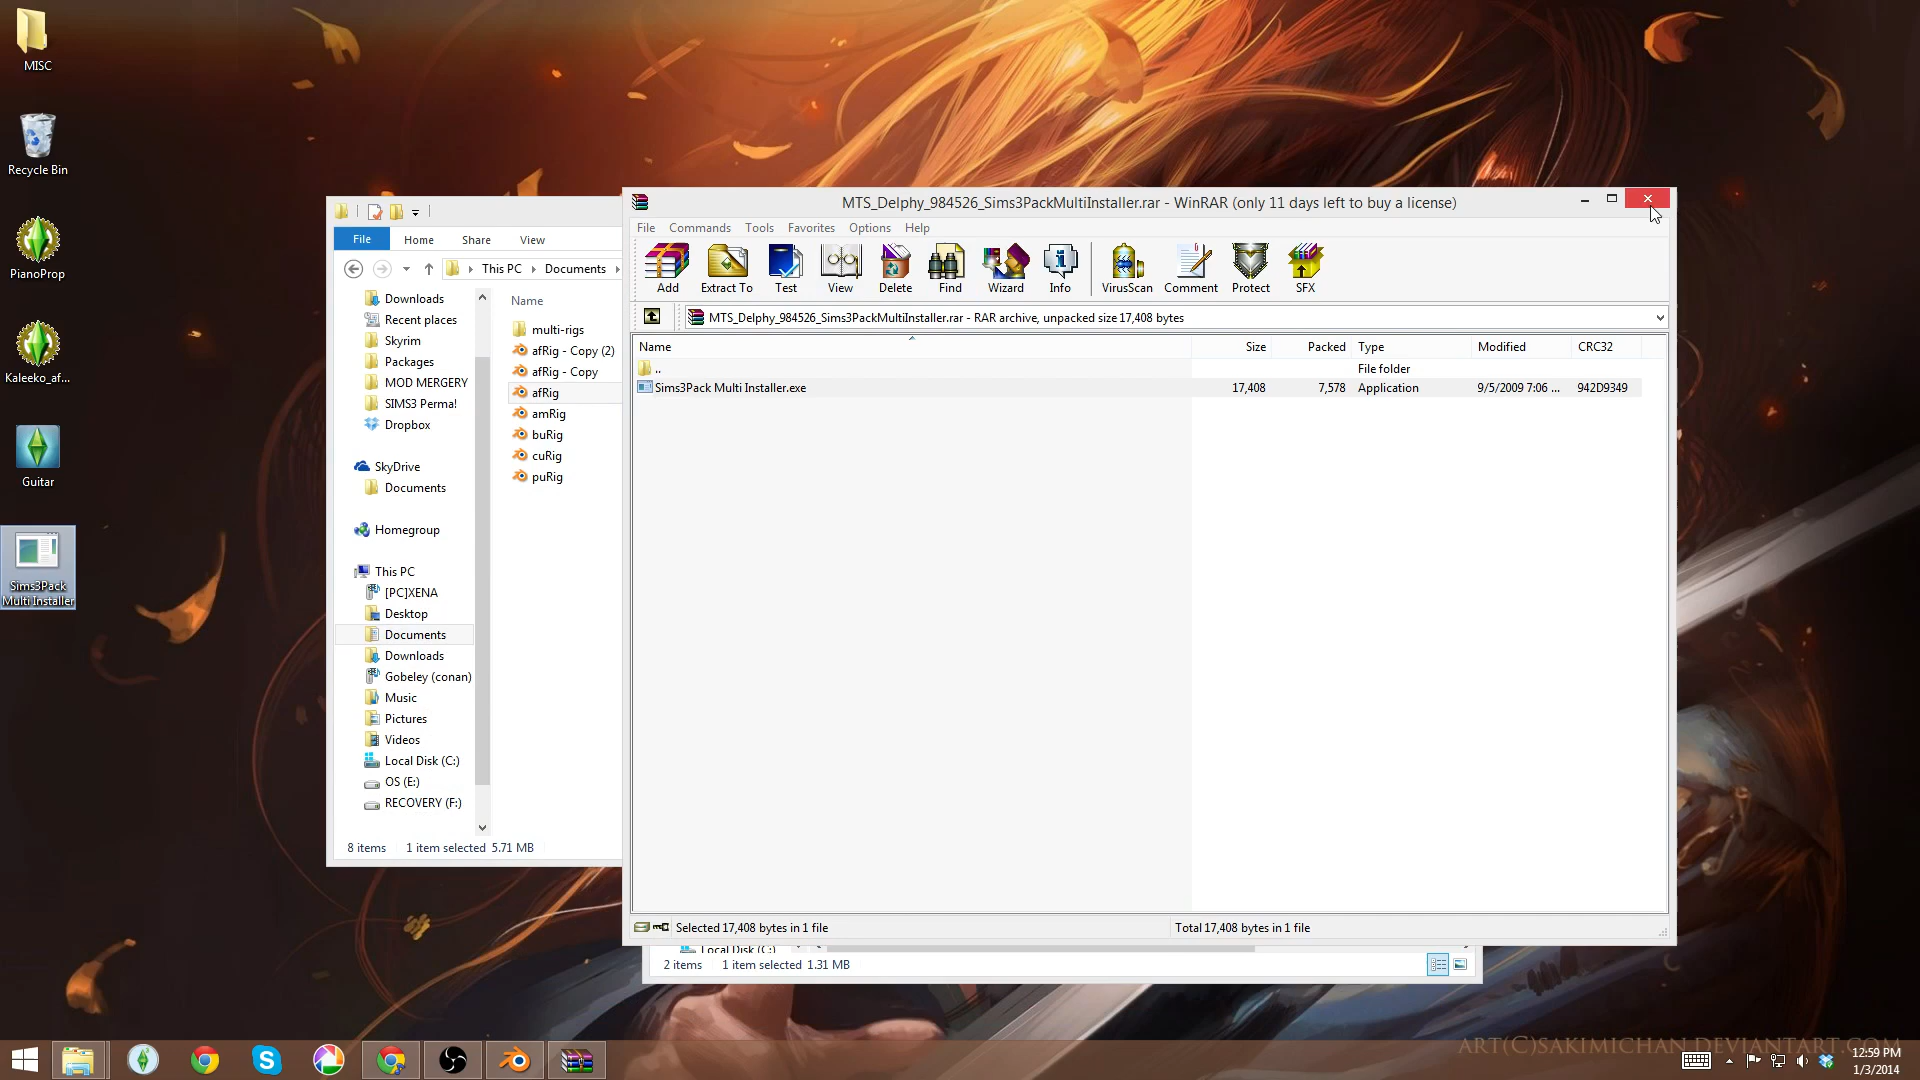 MISC
Recycle Bin
PianoProp
Kaleeko_af...
Guitar
Sims3Pack
Multi Installer
File
Home
Share
View
This PC
Documents
Downloads
Recent places
Skyrim
Packages
MOD MERGERY
SIMS3 Perma!
Dropbox
SkyDrive
Documents
Homegroup
This PC
[PC]XENA
Desktop
Documents
Downloads
Gobeley (conan)
Music
Pictures
Videos
Local Disk (C:)
OS (E:)
RECOVERY (F:)
Name
multi-rigs
afRig - Copy (2)
afRig - Copy
afRig
amRig
buRig
cuRig
puRig
8 items 1 item selected 5.71 MB
MTS_Delphy_984526_Sims3PackMultiInstaller.rar - WinRAR (only 11 days left to buy a license)
File Commands Tools Favorites Options Help
Add Extract To Test View Delete Find Wizard Info VirusScan Comment Protect SFX
MTS_Delphy_984526_Sims3PackMultiInstaller.rar - RAR archive, unpacked size 17,408 bytes
Name Size Packed Type Modified CRC32
.. File folder
Sims3Pack Multi Installer.exe 17,408 7,578 Application 9/5/2009 7:06 ... 942D9349
Selected 17,408 bytes in 1 file Total 17,408 bytes in 1 file
Local Disk (C:)
2 items 1 item selected 1.31 MB
ART(C)SAKIMICHAN.DEVIANTART.COM
12:59 PM
1/3/2014